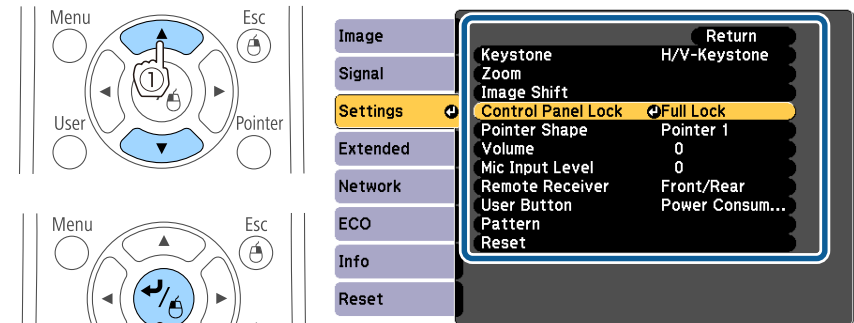 Menu
Esc
①
User
Pointer
Menu
Esc
Image
Signal
Settings
Extended
Network
ECO
Info
Reset
Return
Keystone H/V-Keystone
Zoom
Image Shift
Control Panel Lock Full Lock
Pointer Shape Pointer 1
Volume 0
Mic Input Level 0
Remote Receiver Front/Rear
User Button Power Consum...
Pattern
Reset